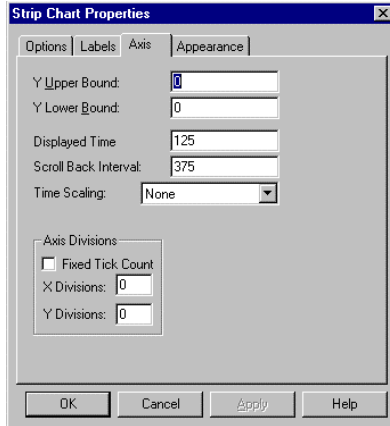 Strip Chart Properties
Options Labels Axis Appearance
Y Upper Bound: 0
Y Lower Bound: 0
Displayed Time 125
Scroll Back Interval: 375
Time Scaling: None
Axis Divisions
Fixed Tick Count
X Divisions: 0
Y Divisions: 0
OK Cancel Apply Help